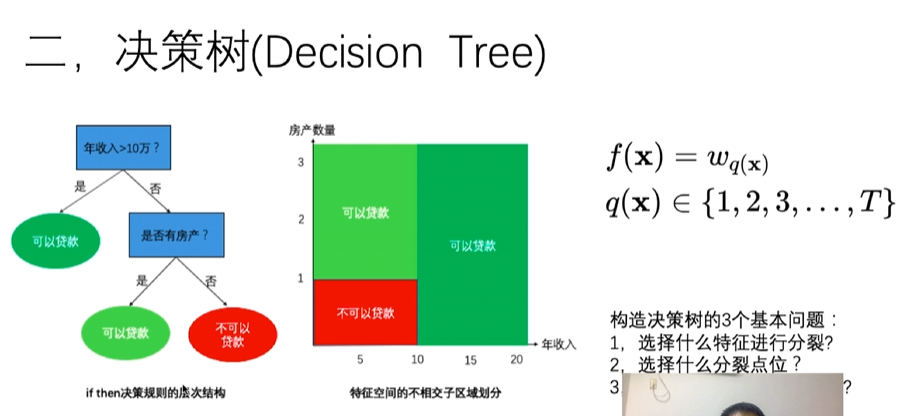 二，决策树(Decision Tree)
年收入>10万？
是
否
可以贷款
是否有房产？
是
否
可以贷款
不可以
贷款
if then决策规则的层次结构
房产数量
3
2
1
可以贷款
可以贷款
不可以贷款
年收入
5
10
15
20
特征空间的不相交子区域划分
f(x) = w_{q(x)}
q(x) ∈ {1, 2, 3, . . . , T}
构造决策树的3个基本问题：
1，选择什么特征进行分裂?
2，选择什么分裂点位？
3
?